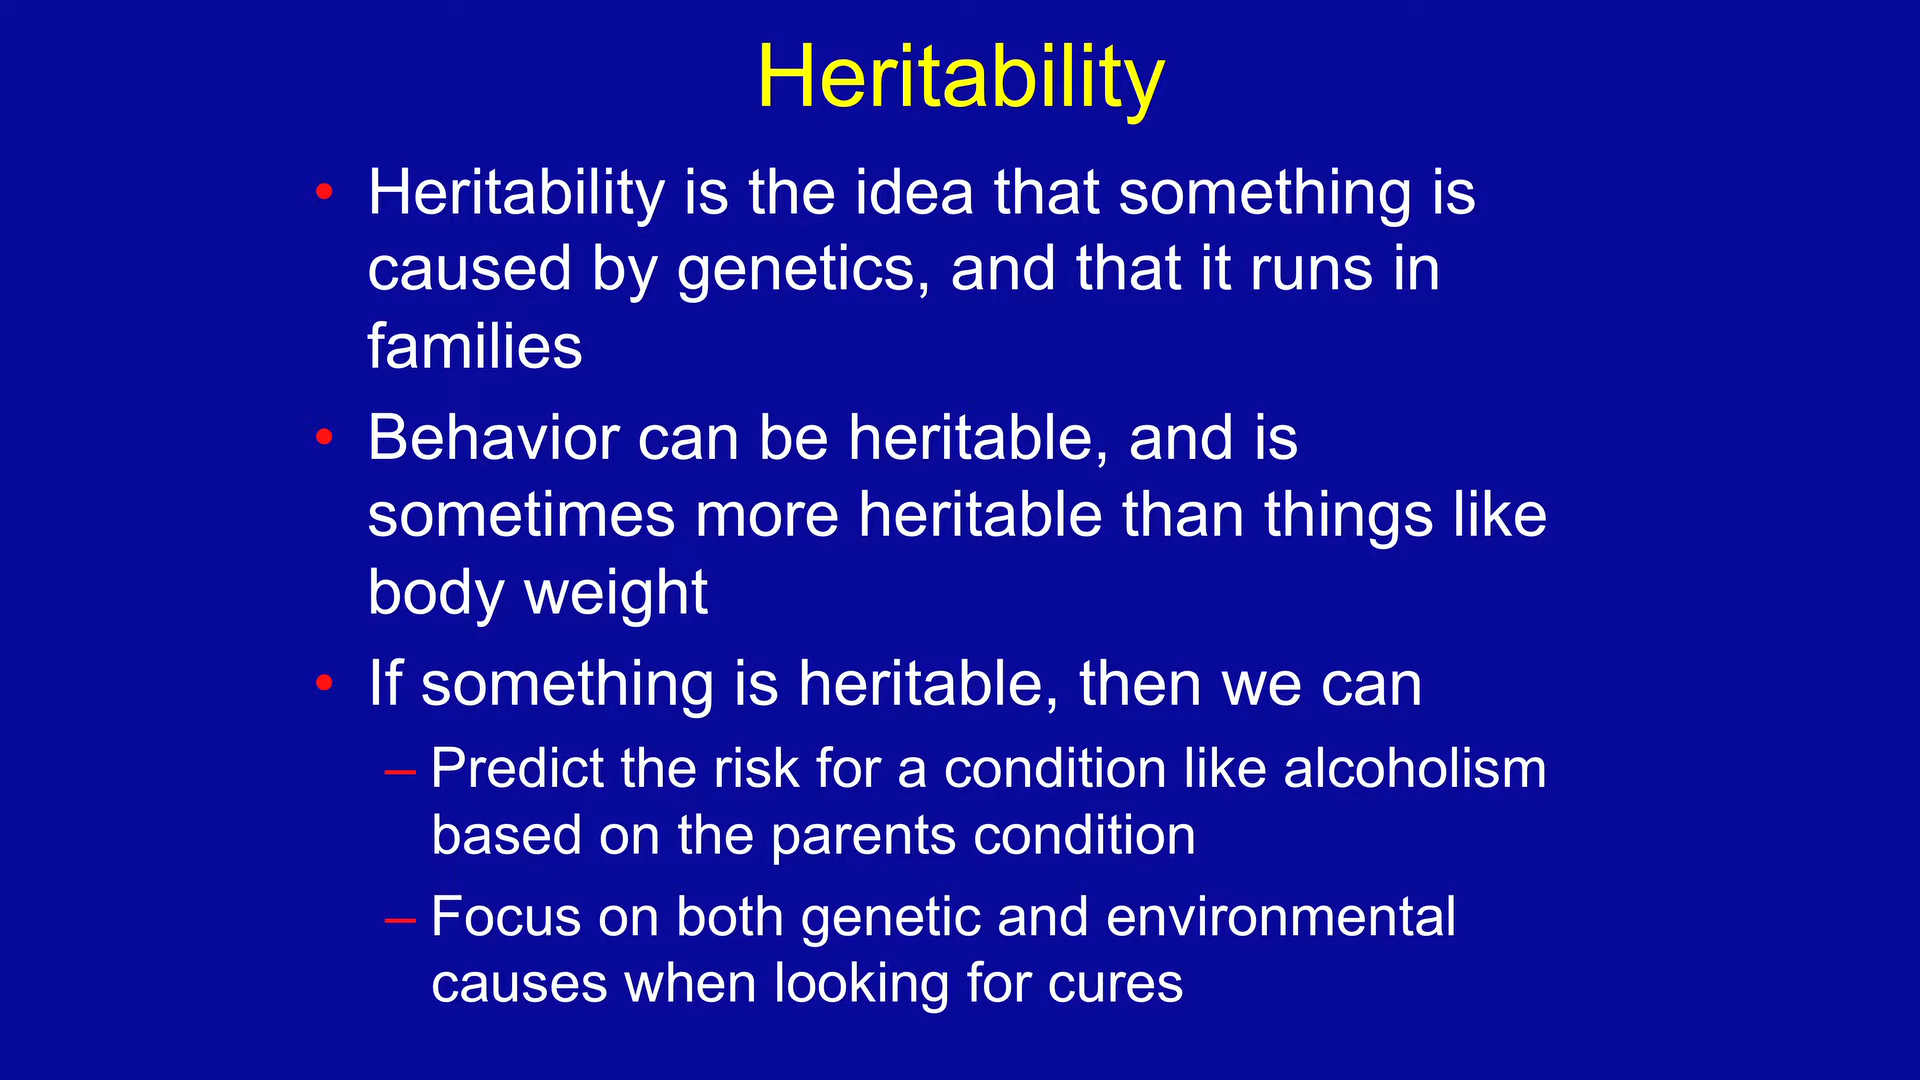 Heritability
• Heritability is the idea that something is
caused by genetics, and that it runs in
families
• Behavior can be heritable, and is
sometimes more heritable than things like
body weight
• If something is heritable, then we can
– Predict the risk for a condition like alcoholism
based on the parents condition
– Focus on both genetic and environmental
causes when looking for cures